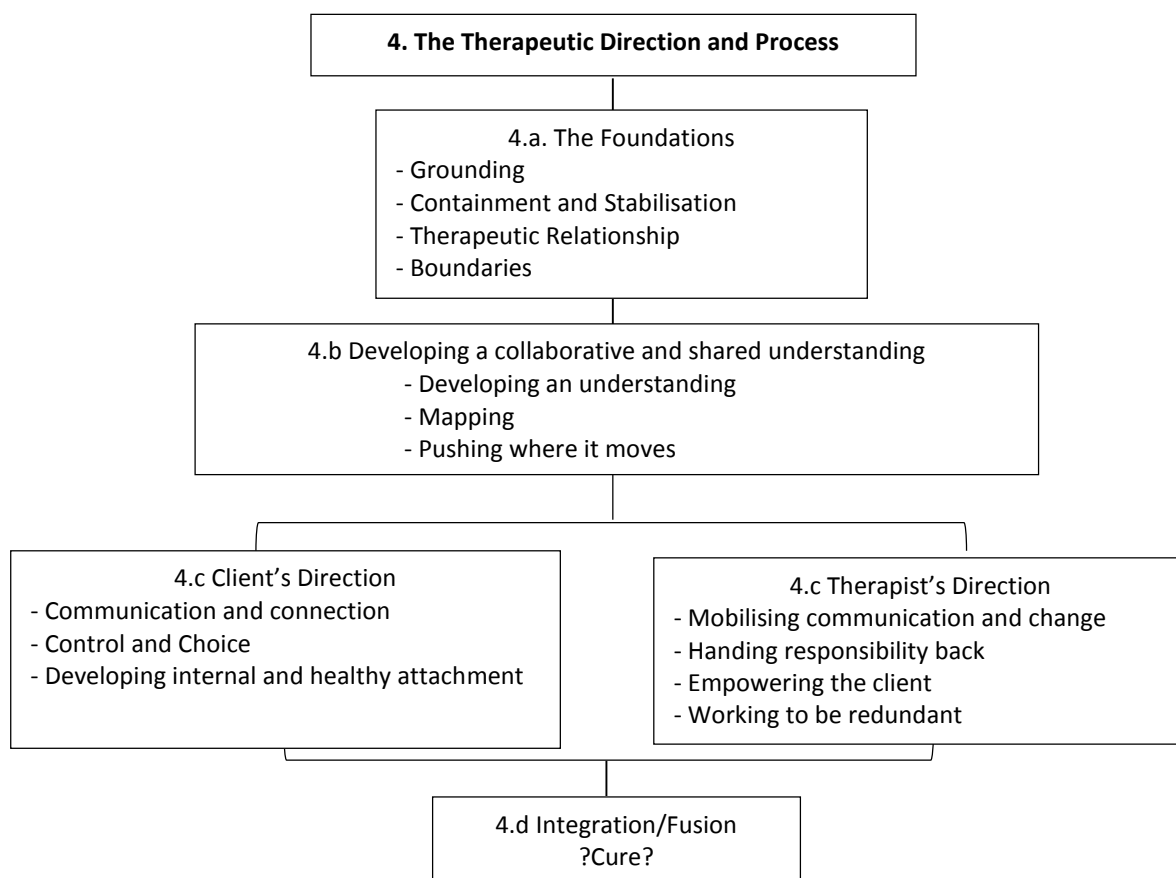 4. The Therapeutic Direction and Process
4.a. The Foundations
- Grounding
- Containment and Stabilisation
- Therapeutic Relationship
- Boundaries
4.b Developing a collaborative and shared understanding
- Developing an understanding
- Mapping
- Pushing where it moves
4.c Client’s Direction
- Communication and connection
- Control and Choice
- Developing internal and healthy attachment
4.c Therapist’s Direction
- Mobilising communication and change
- Handing responsibility back
- Empowering the client
- Working to be redundant
4.d Integration/Fusion
?Cure?